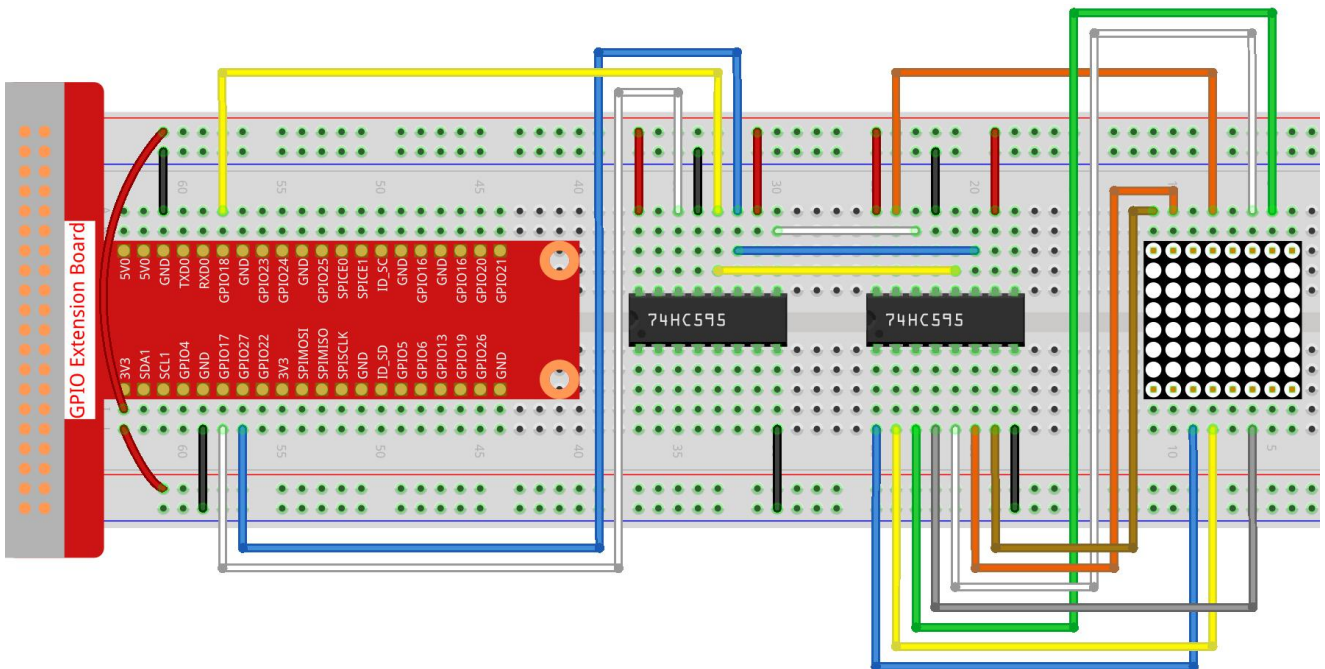 GPIO Extension Board
5V0
5V0
GND
TXD0
RXD0
GPIO18
GND
GPIO23
GPIO24
GND
GPIO25
SPICE0
SPICE1
ID_SC
GND
GPIO16
GND
GPIO16
GPIO20
GPIO21
3V3
SDA1
SCL1
GPIO4
GND
GPIO17
GPIO27
GPIO22
3V3
SPIMOSI
SPIMISO
SPISCLK
GND
ID_SD
GPIO5
GPIO6
GPIO13
GPIO19
GPIO26
GND
74HC595
74HC595
60
55
50
45
40
30
20
60
55
50
45
40
35
10
5